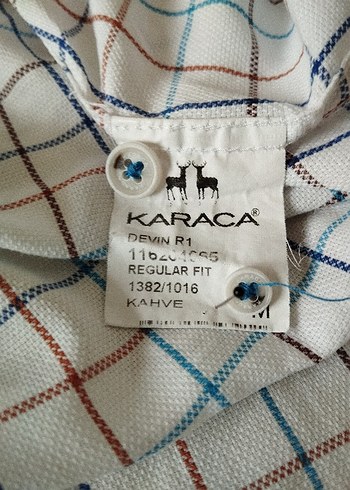 KARACA®
DEVIN R1
REGULAR FIT
1382/1016
KAHVE
M